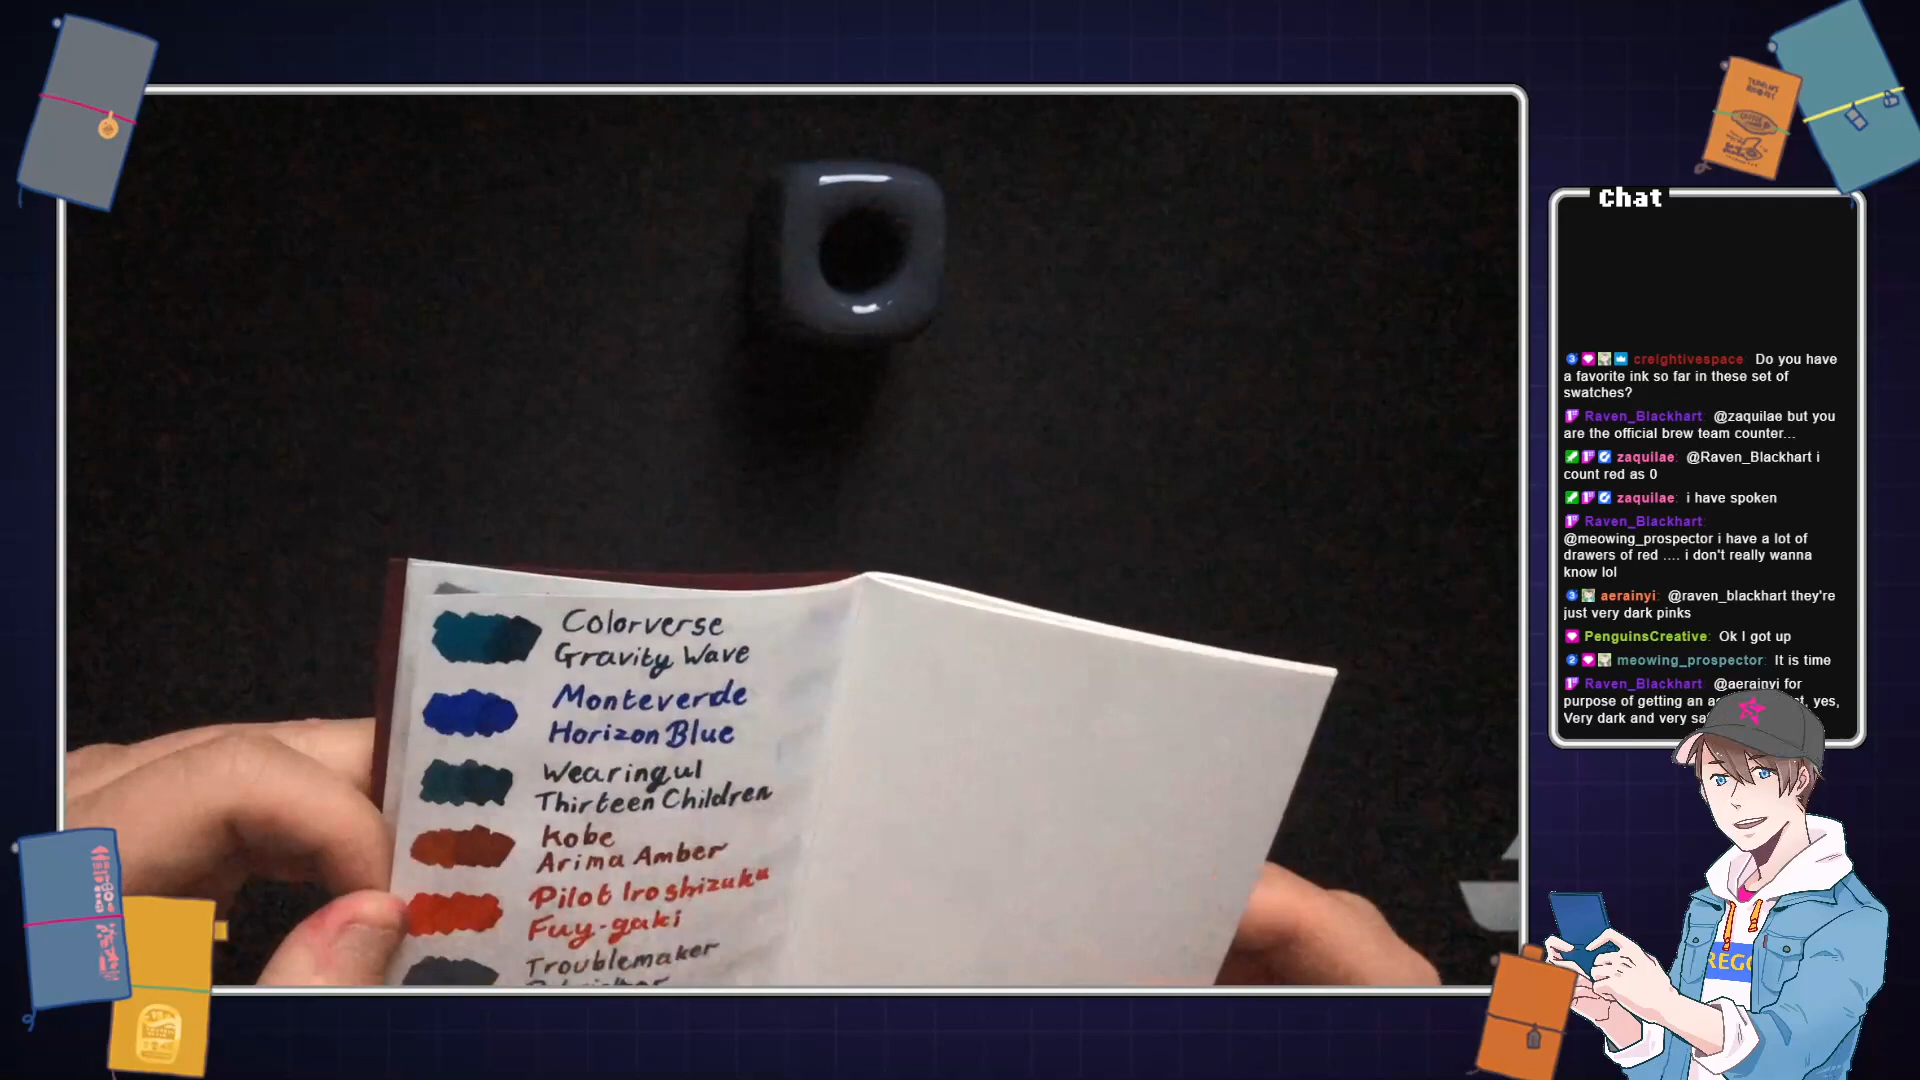 chat
Colorverse
Gravity Wave
Monteverde
Horizon Blue
Wearingul
Thirteen Children
Kobe
Arima Amber
Pilot Iroshizuku
Fuy-gaki
Troublemaker
creightivespace: Do you have
a favorite ink so far in these set of
swatches?
Raven_Blackhart: @zaquilae but you
are the official brew team counter...
zaquilae: @Raven_Blackhart i
count red as 0
zaquilae: i have spoken
Raven_Blackhart:
@meowing_prospector i have a lot of
drawers of red .... i don't really wanna
know lol
aerainyi: @raven_blackhart they're
just very dark pinks
PenguinsCreative: Ok I got up
meowing_prospector: It is time
Raven_Blackhart: @aerainyi for
purpose of getting an yes,
Very dark and very